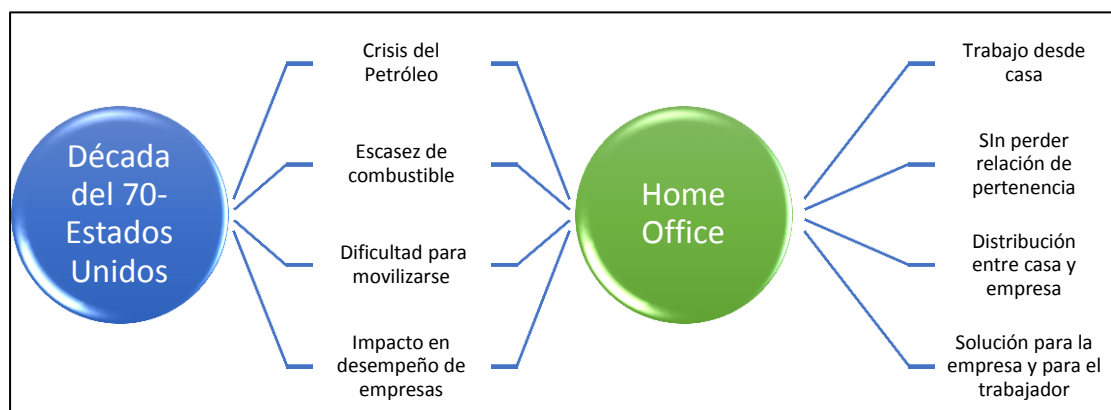 Década
del 70-
Estados
Unidos
Crisis del
Petróleo
Escasez de
combustible
Dificultad para
movilizarse
Impacto en
desempeño de
empresas
Home
Office
Trabajo desde
casa
SIn perder
relación de
pertenencia
Distribución
entre casa y
empresa
Solución para la
empresa y para el
trabajador